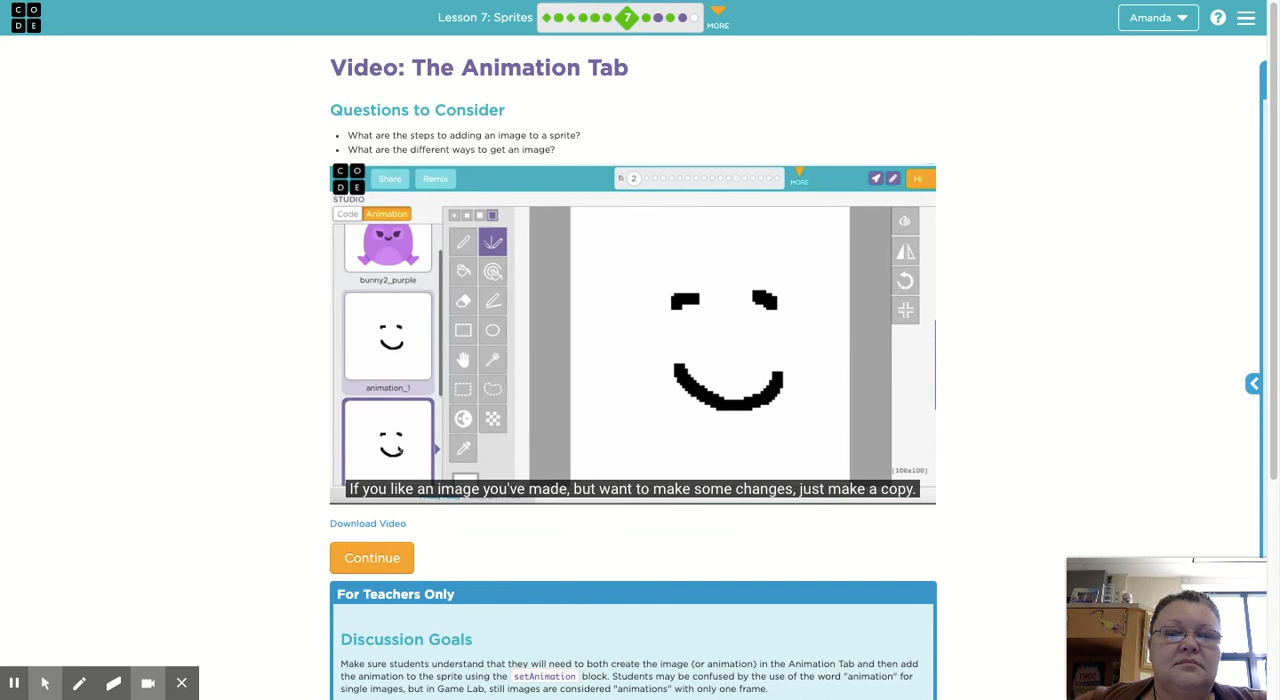 C O
D E
Lesson 7: Sprites
7
MORE
Amanda
?
Video: The Animation Tab
Questions to Consider
• What are the steps to adding an image to a sprite?
• What are the different ways to get an image?
C O
D E
STUDIO
Share
Remix
2
MORE
Hi
Code
Animation
bunny2_purple
animation_1
[100x100]
If you like an image you've made, but want to make some changes, just make a copy.
Download Video
Continue
For Teachers Only
Discussion Goals
Make sure students understand that they will need to both create the image (or animation) in the Animation Tab and then add
the animation to the sprite using the setAnimation block. Students may be confused by the use of the word "animation" for
single images, but in Game Lab, still images are considered "animations" with only one frame.